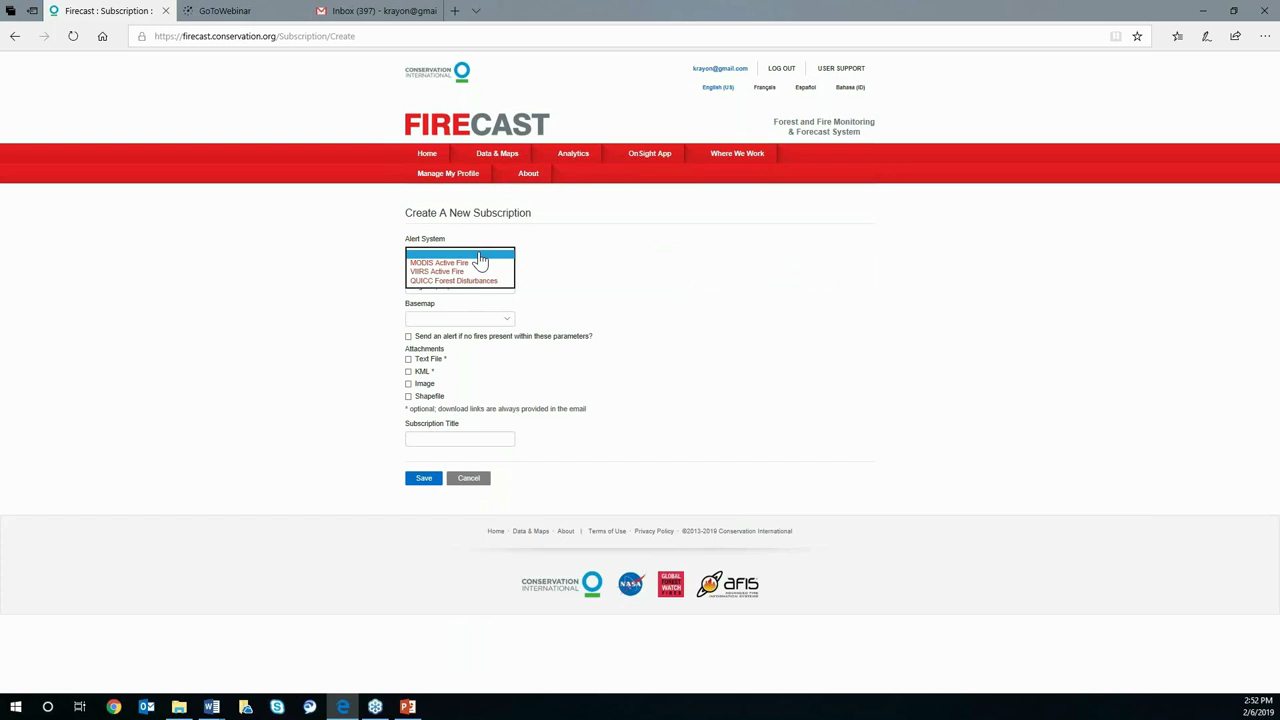 Firecast : Subscription :
GoToWebinar
Inbox (397) - krayon@gmai
https://firecast.conservation.org/Subscription/Create
CONSERVATION
INTERNATIONAL
krayon@gmail.com LOG OUT USER SUPPORT
English (US) Français Español Bahasa (ID)
FIRECAST
Forest and Fire Monitoring
& Forecast System
Home Data & Maps Analytics OnSight App Where We Work
Manage My Profile About
Create A New Subscription
Alert System
MODIS Active Fire
VIIRS Active Fire
QUICC Forest Disturbances
Basemap
Send an alert if no fires present within these parameters?
Attachments
Text File *
KML *
Image
Shapefile
* optional; download links are always provided in the email
Subscription Title
Save Cancel
Home · Data & Maps · About | Terms of Use · Privacy Policy · ©2013-2019 Conservation International
CONSERVATION
INTERNATIONAL
NASA
GLOBAL
FOREST
WATCH
FIRES
afis
ADVANCED FIRE
INFORMATION SYSTEMS
2:52 PM
2/6/2019